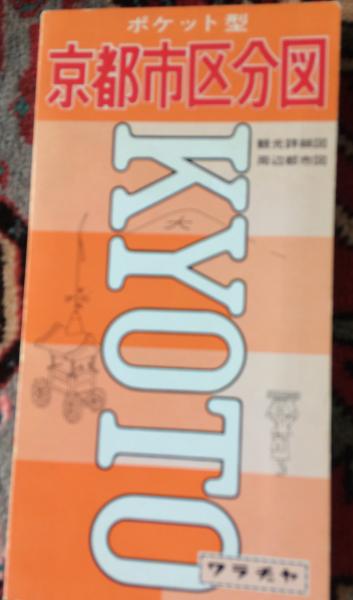 ポケット型
京都市区分図
観光詳細図
周辺都市図
KYOTO
大
ワラヂヤ